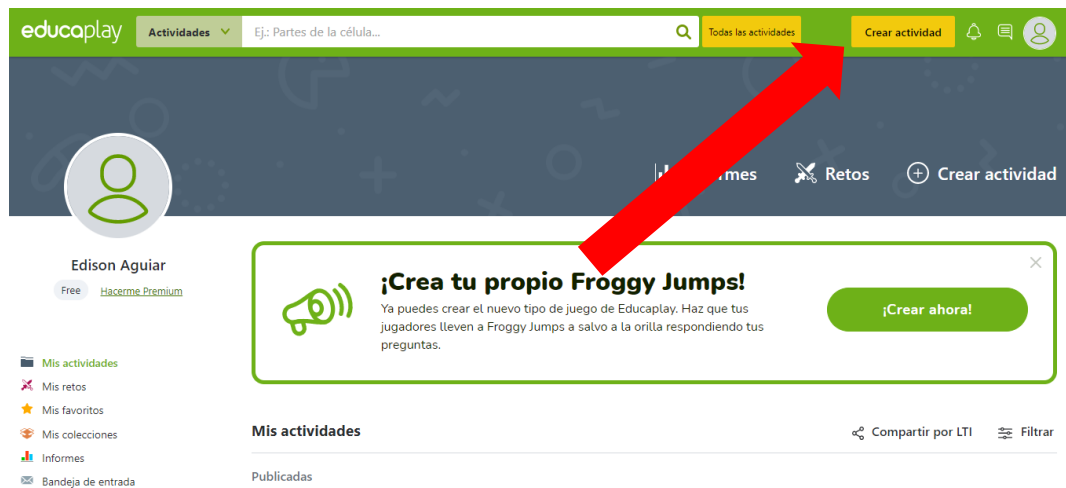 educaplay
Actividades
Ej.: Partes de la célula...
Todas las actividades
Crear actividad
Retos
Crear actividad
Edison Aguiar
Free Hacerme Premium
¡Crea tu propio Froggy Jumps!
Ya puedes crear el nuevo tipo de juego de Educaplay. Haz que tus
jugadores lleven a Froggy Jumps a salvo a la orilla respondiendo tus
preguntas.
¡Crear ahora!
Mis actividades
Mis retos
Mis favoritos
Mis colecciones
Informes
Bandeja de entrada
Mis actividades
Compartir por LTI
Filtrar
Publicadas